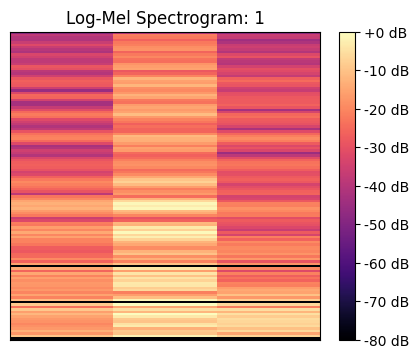 Log-Mel Spectrogram: 1
+0 dB
-10 dB
-20 dB
-30 dB
-40 dB
-50 dB
-60 dB
-70 dB
-80 dB